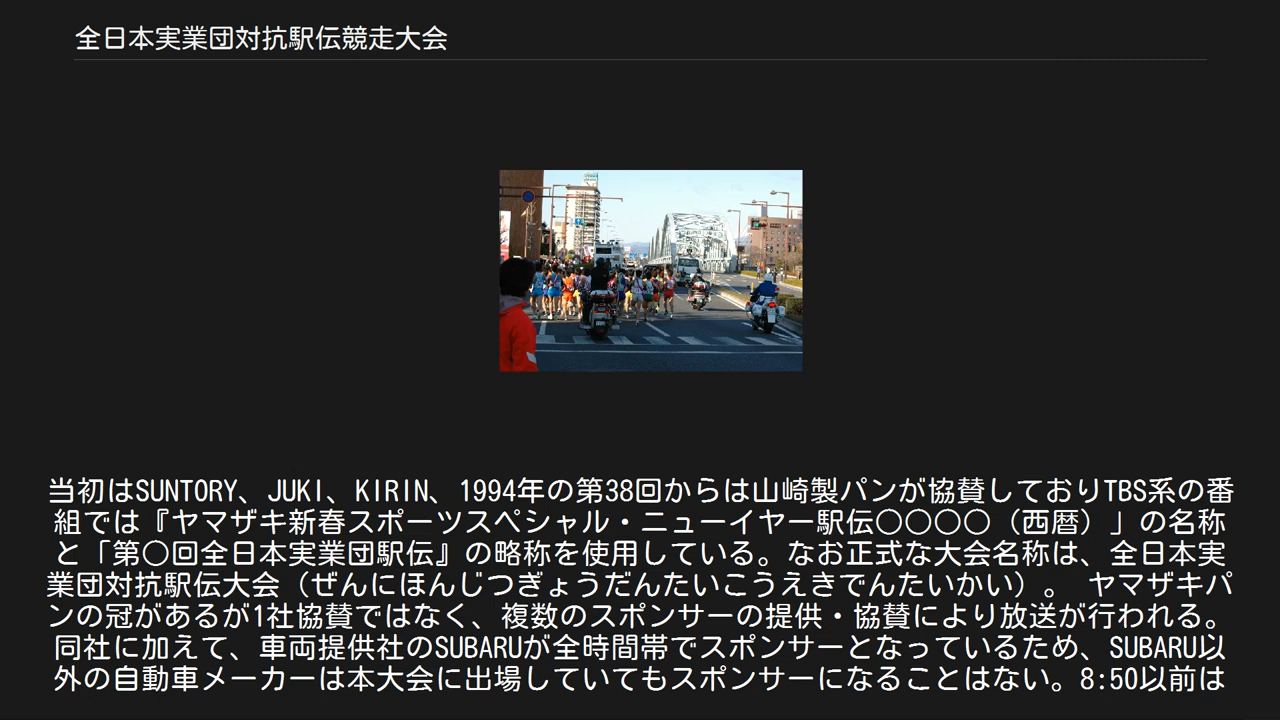 全日本実業団対抗駅伝競走大会
当初はSUNTORY、JUKI、KIRIN、1994年の第38回からは山崎製パンが協賛しておりTBS系の番
組では『ヤマザキ新春スポーツスペシャル・ニューイヤー駅伝〇〇〇〇（西暦）」の名称
と「第〇回全日本実業団駅伝』の略称を使用している。なお正式な大会名称は、全日本実
業団対抗駅伝大会（ぜんにほんじつぎょうだんたいこうえきでんたいかい）。 ヤマザキパ
ンの冠があるが1社協賛ではなく、複数のスポンサーの提供・協賛により放送が行われる。
同社に加えて、車両提供社のSUBARUが全時間帯でスポンサーとなっているため、SUBARU以
外の自動車メーカーは本大会に出場していてもスポンサーになることはない。8:50以前は